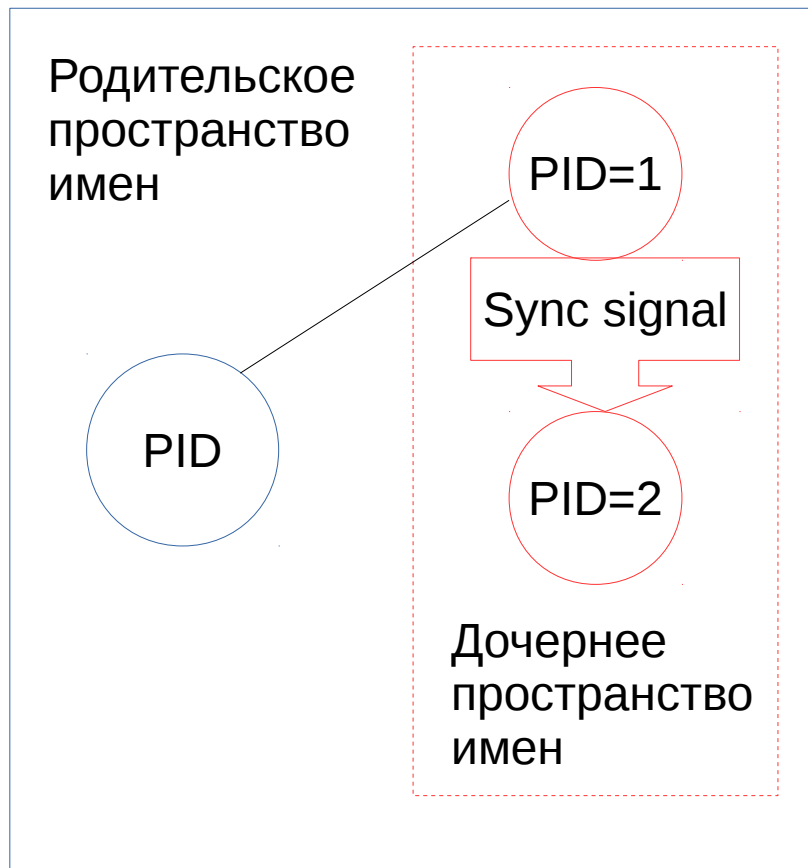 Родительское
пространство
имен
PID=1
Sync signal
PID
PID=2
Дочернее
пространство
имен